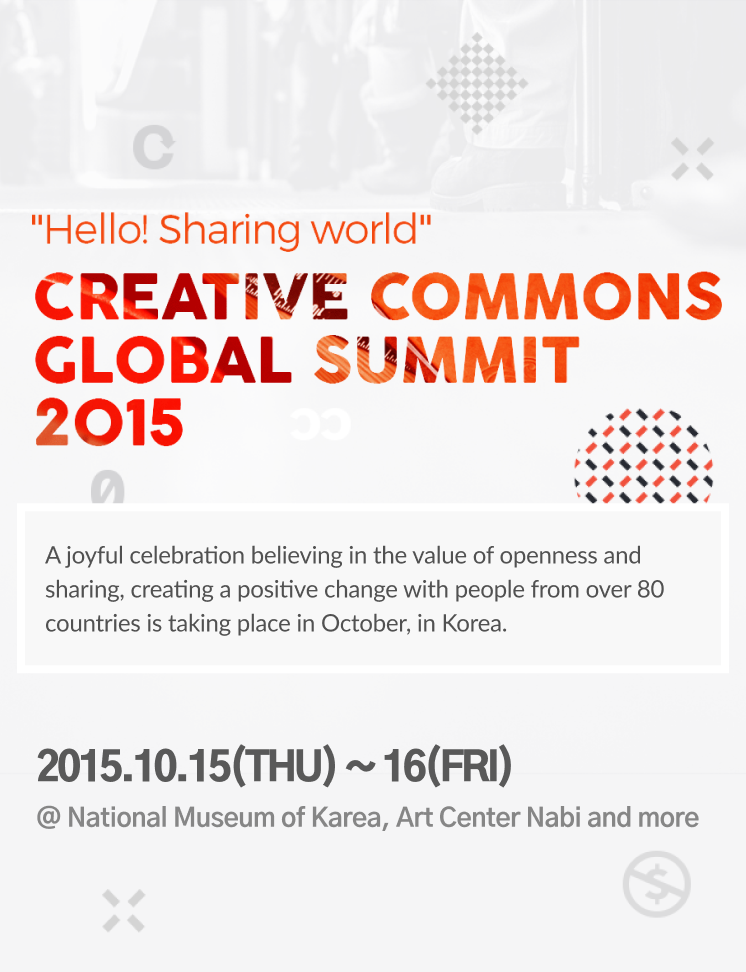 "Hello! Sharing world"
CREATIVE COMMONS
GLOBAL SUMMIT
2015
A joyful celebration believing in the value of openness and
sharing, creating a positive change with people from over 80
countries is taking place in October, in Korea.
2015.10.15(THU) ~ 16(FRI)
@ National Museum of Karea, Art Center Nabi and more